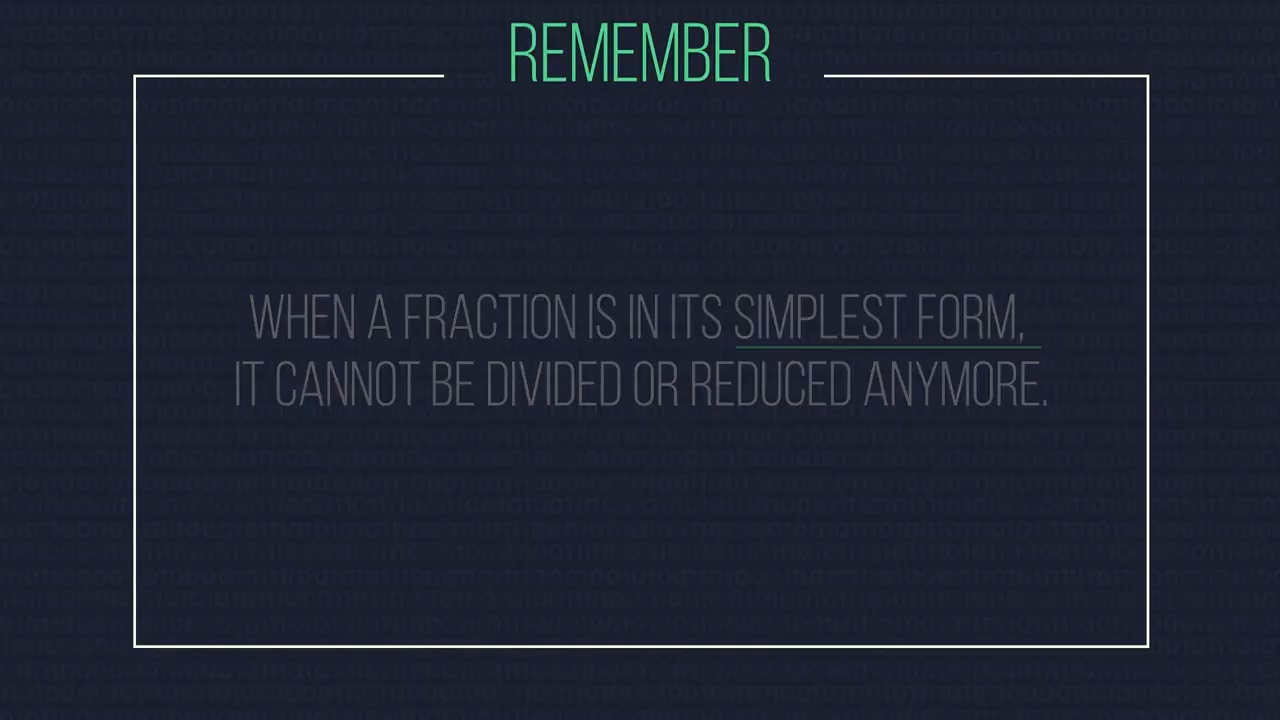 REMEMBER
WHEN A FRACTION IS IN ITS SIMPLEST FORM,
IT CANNOT BE DIVIDED OR REDUCED ANYMORE.